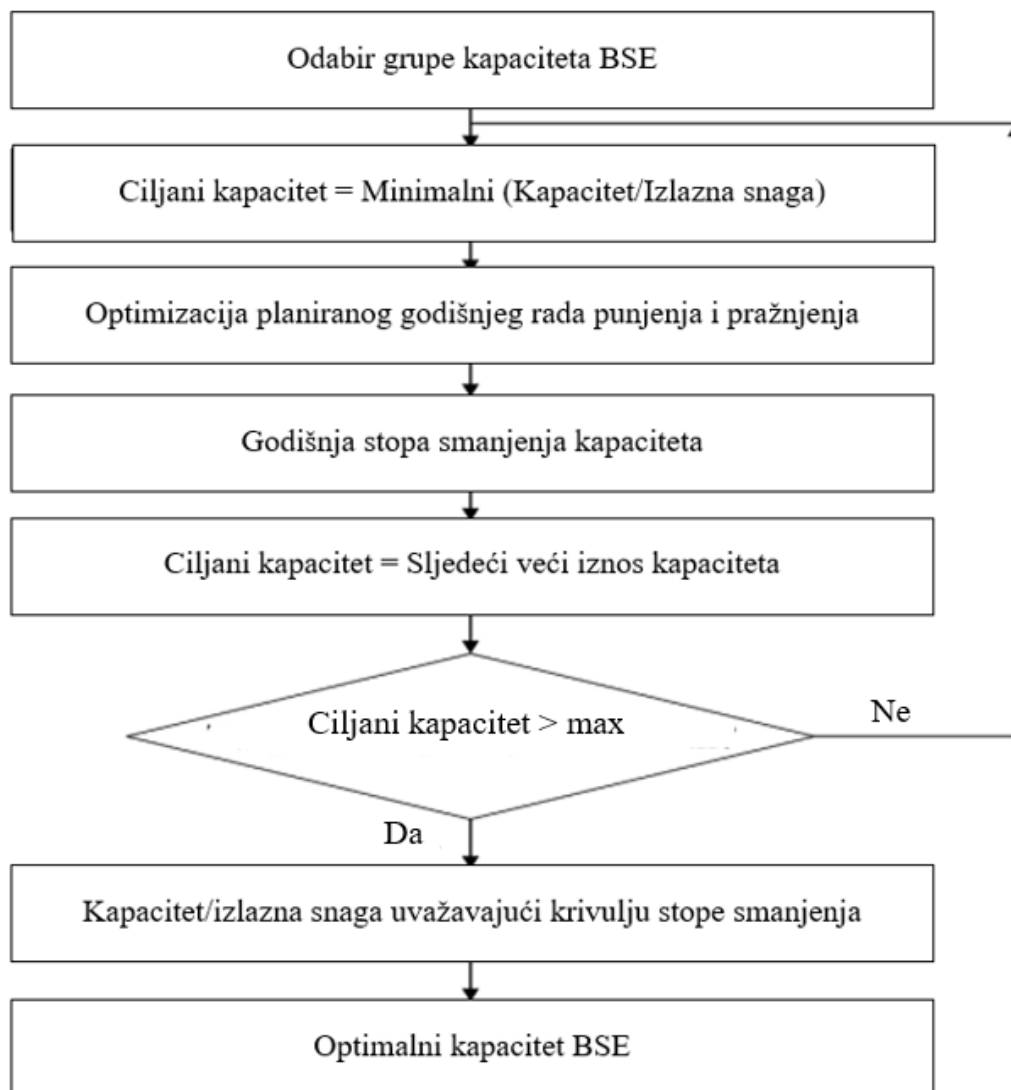 Odabir grupe kapaciteta BSE
Ciljani kapacitet = Minimalni (Kapacitet/Izlazna snaga)
Optimizacija planiranog godišnjeg rada punjenja i pražnjenja
Godišnja stopa smanjenja kapaciteta
Ciljani kapacitet = Sljedeći veći iznos kapaciteta
Ciljani kapacitet > max
Ne
Da
Kapacitet/izlazna snaga uvažavajući krivulju stope smanjenja
Optimalni kapacitet BSE